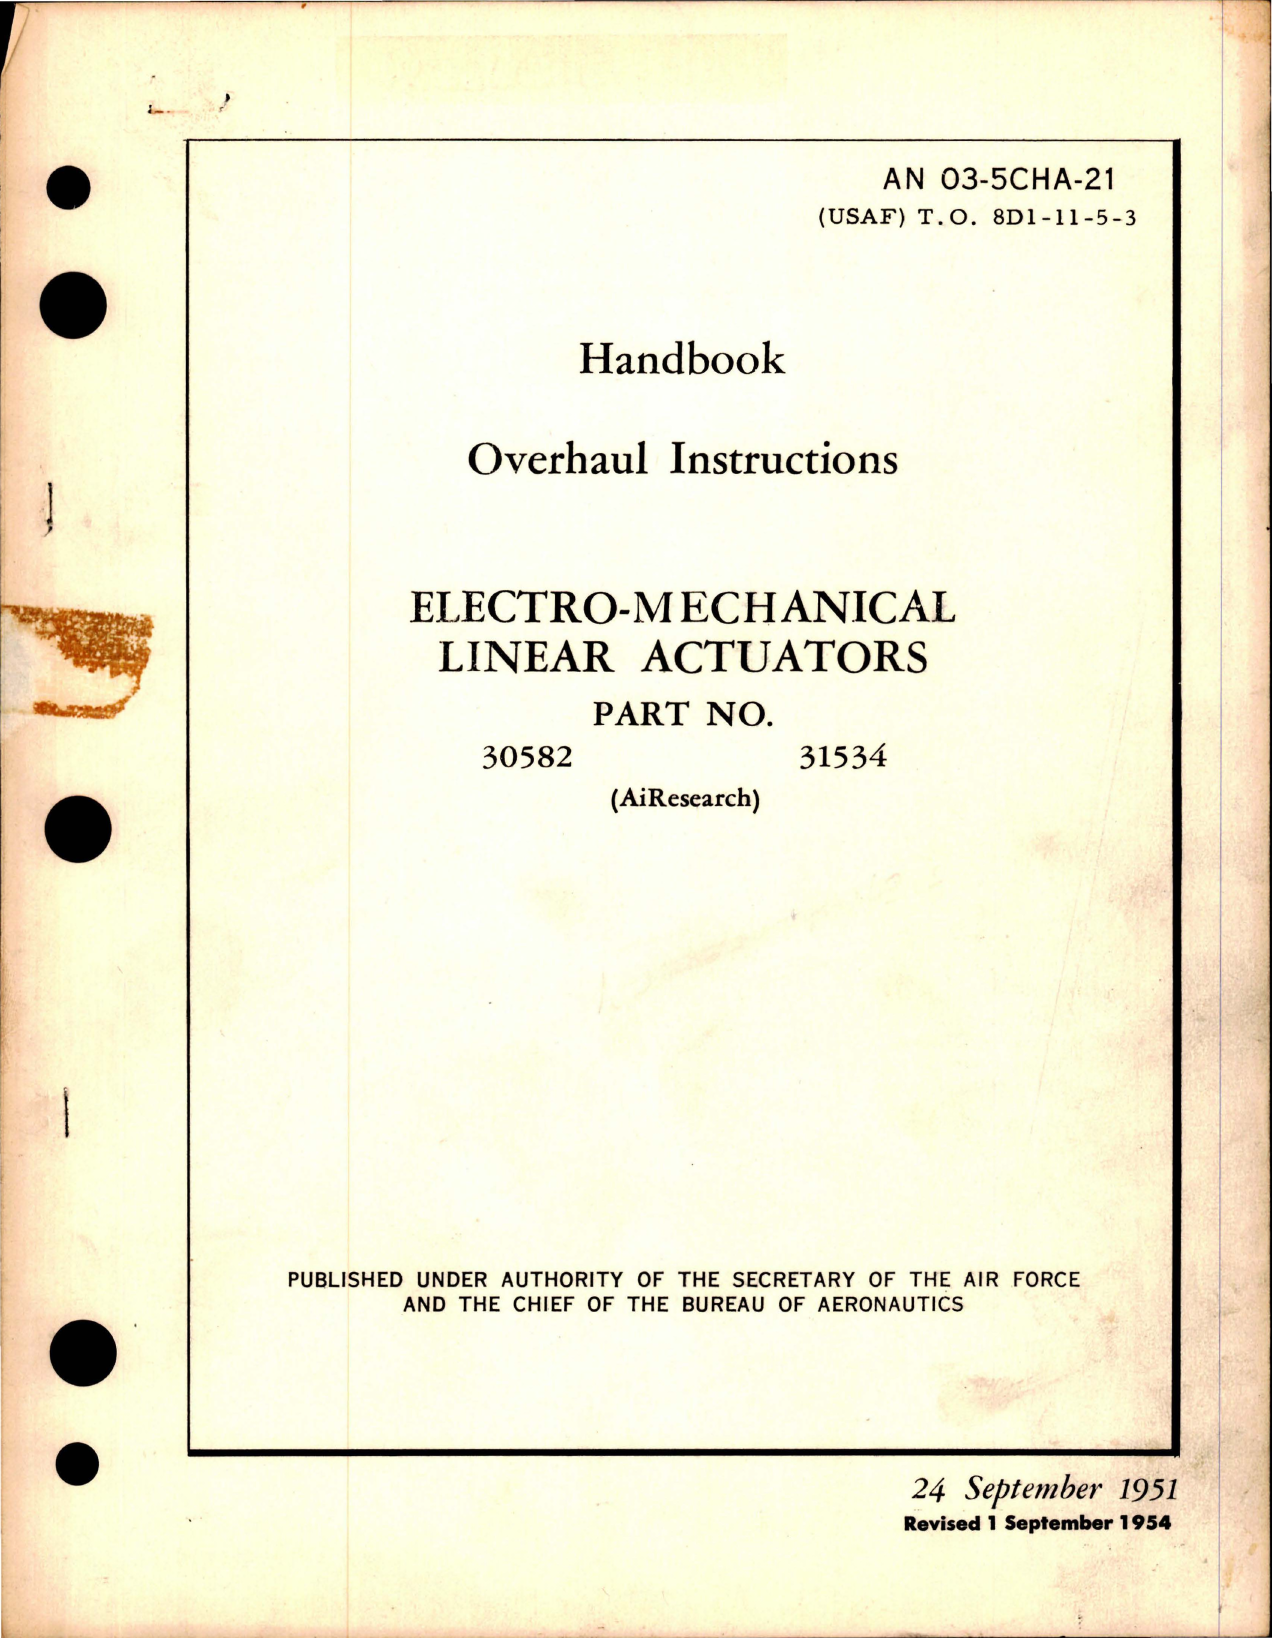 AN 03-5CHA-21
(USAF) T.O. 8D1-11-5-3
Handbook
Overhaul Instructions
ELECTRO-MECHANICAL
LINEAR ACTUATORS
PART NO.
30582 31534
(AiResearch)
PUBLISHED UNDER AUTHORITY OF THE SECRETARY OF THE AIR FORCE
AND THE CHIEF OF THE BUREAU OF AERONAUTICS
24 September 1951
Revised 1 September 1954